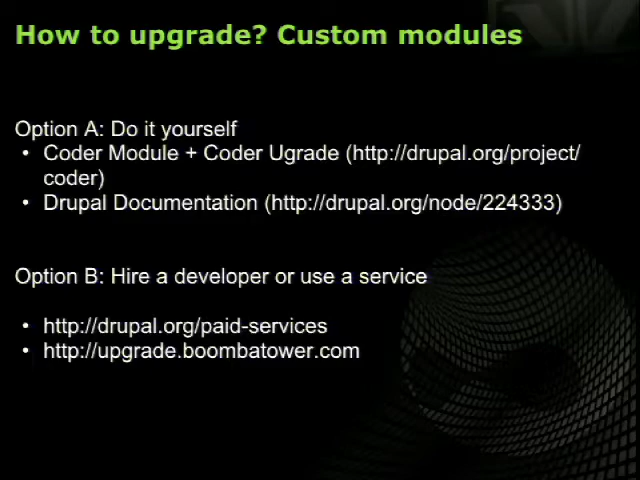 How to upgrade? Custom modules
Option A: Do it yourself
• Coder Module + Coder Ugrade (http://drupal.org/project/
coder)
• Drupal Documentation (http://drupal.org/node/224333)
Option B: Hire a developer or use a service
• http://drupal.org/paid-services
• http://upgrade.boombatower.com